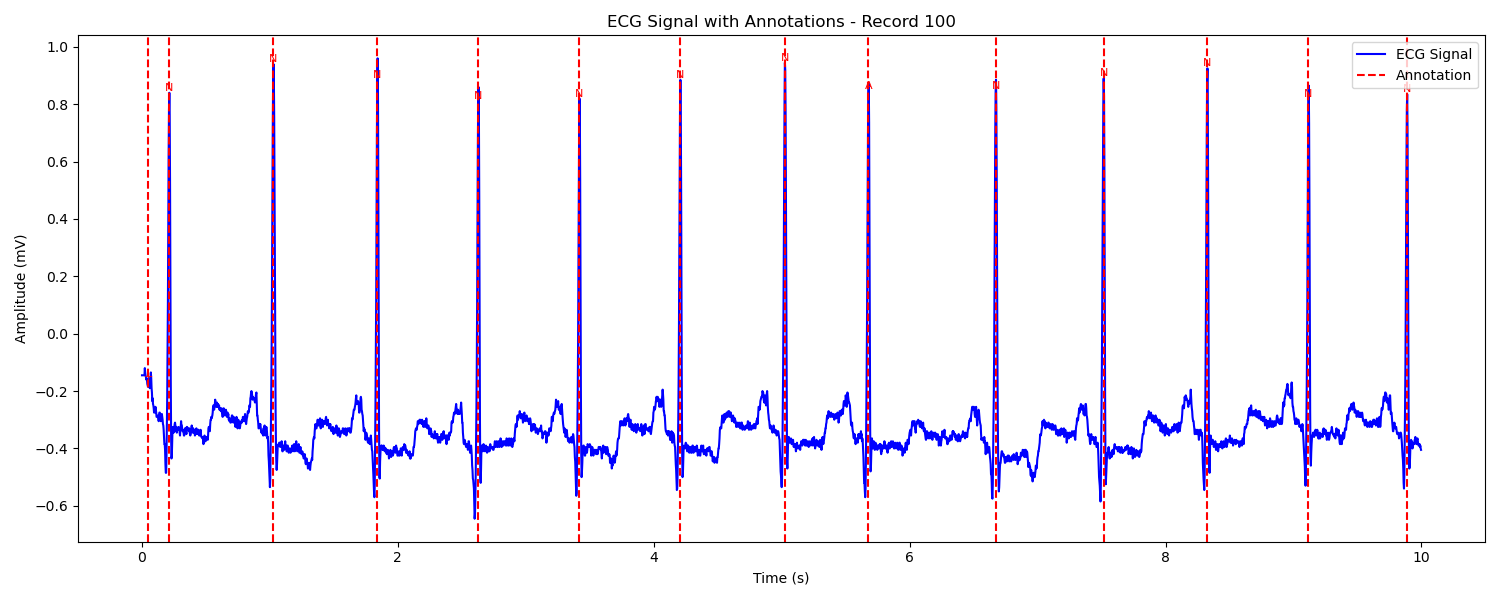 ECG Signal with Annotations - Record 100
ECG Signal
Annotation
N N N N N N N A N N N N N
1.0
0.8
0.6
0.4
0.2
0.0
−0.2
−0.4
−0.6
Amplitude (mV)
0 2 4 6 8 10
Time (s)